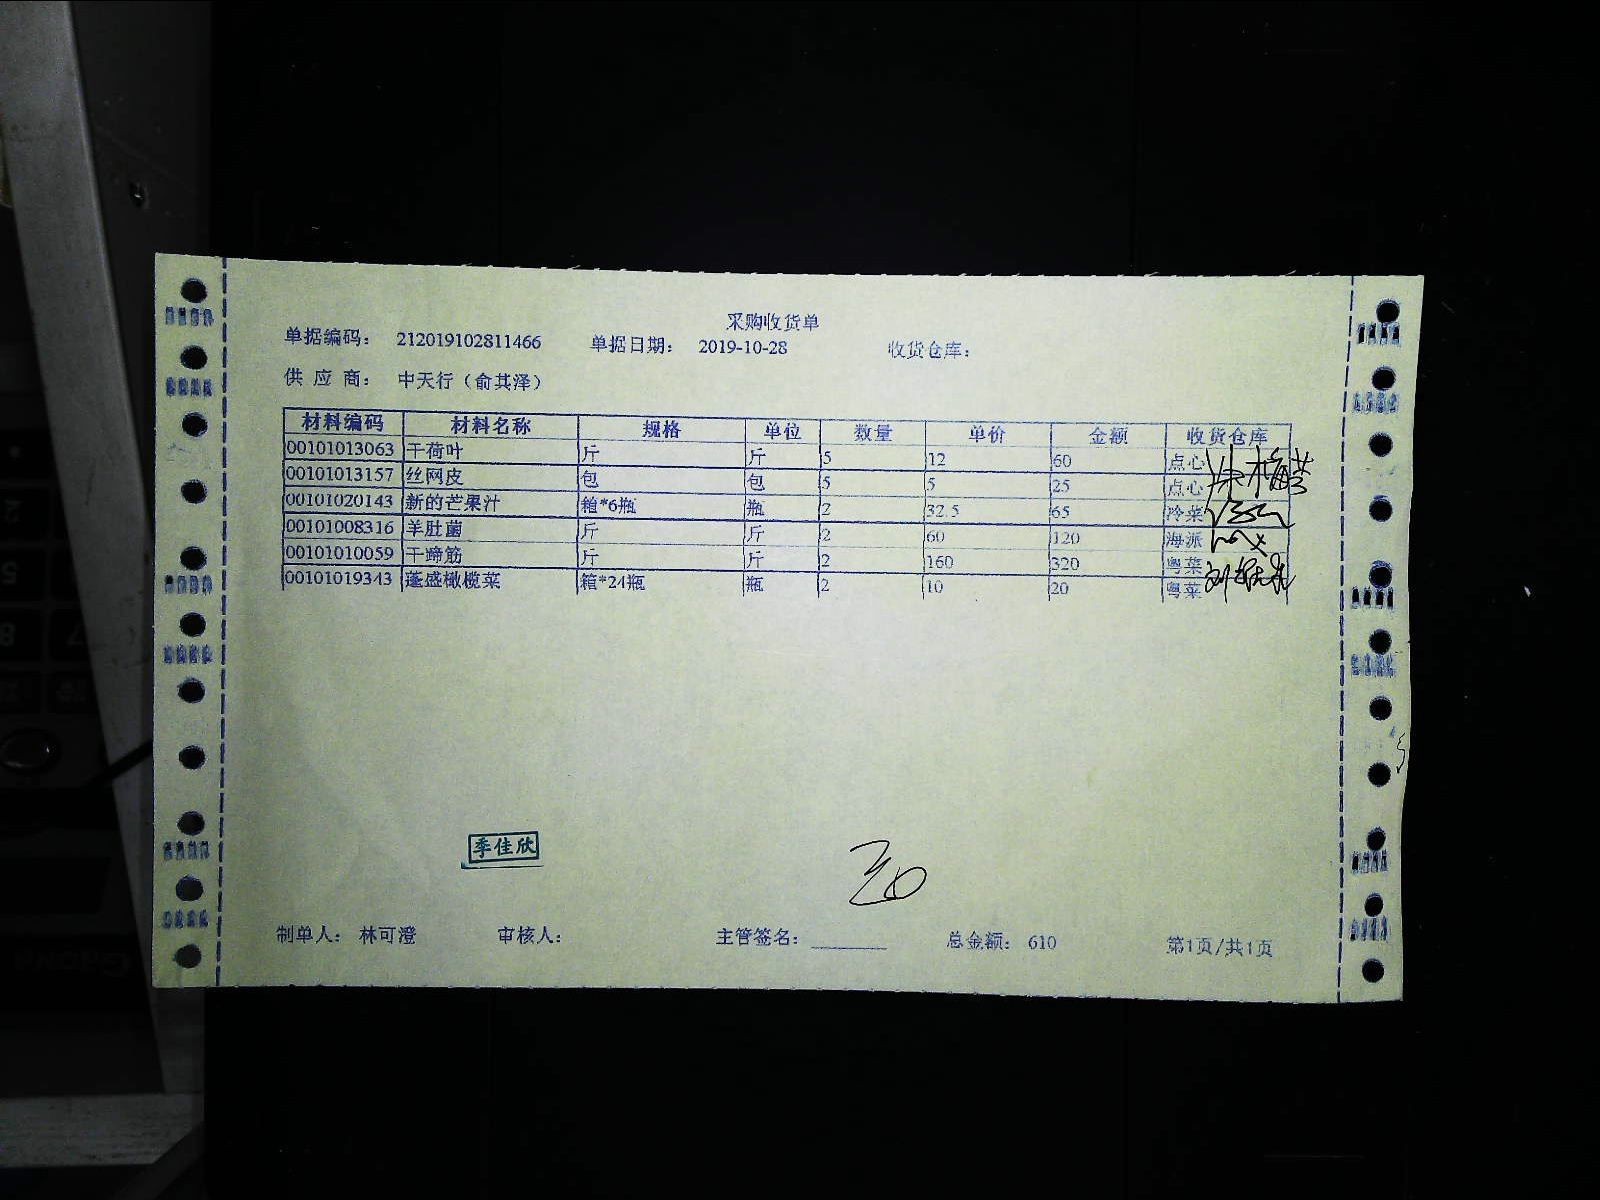 采购收货单
单据编码： 212019102811466 单据日期： 2019-10-28 收货仓库：
供 应 商： 中天行（俞其泽）
材料编码 材料名称 规格 单位 数量 单价 金额 收货仓库
00101013063 干荷叶 斤 斤 5 12 60 点心
00101013157 丝网皮 包 包 5 5 25 点心
00101020143 新的芒果汁 箱*6瓶 瓶 2 32.5 65 冷菜
00101008316 羊肚菌 斤 斤 2 60 120 海派
00101010059 干蹄筋 斤 斤 2 160 320 粤菜
00101019343 蓬盛橄榄菜 箱*24瓶 瓶 2 10 20 粤菜
李佳欣
制单人： 林可澄 审核人： 主管签名： 总金额： 610 第1页/共1页